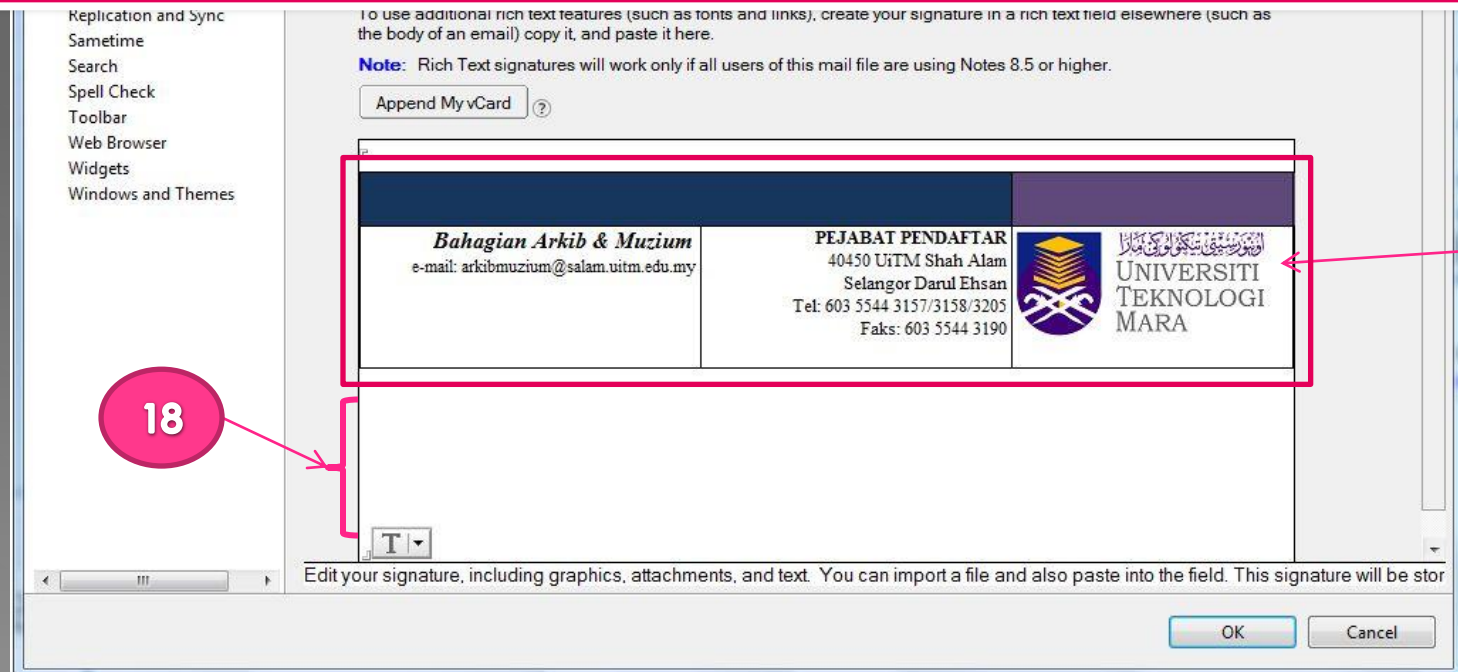 Replication and Sync
Sametime
Search
Spell Check
Toolbar
Web Browser
Widgets
Windows and Themes
To use additional rich text features (such as fonts and links), create your signature in a rich text field elsewhere (such as
the body of an email) copy it, and paste it here.
Note: Rich Text signatures will work only if all users of this mail file are using Notes 8.5 or higher.
Append My vCard
?
Bahagian Arkib & Muzium
e-mail: arkibmuzium@salam.uitm.edu.my
PEJABAT PENDAFTAR
40450 UiTM Shah Alam
Selangor Darul Ehsan
Tel: 603 5544 3157/3158/3205
Faks: 603 5544 3190
اونيۏرسيتي تيكنولوڬي مارا
UNIVERSITI
TEKNOLOGI
MARA
18
T
Edit your signature, including graphics, attachments, and text. You can import a file and also paste into the field. This signature will be stor
OK
Cancel